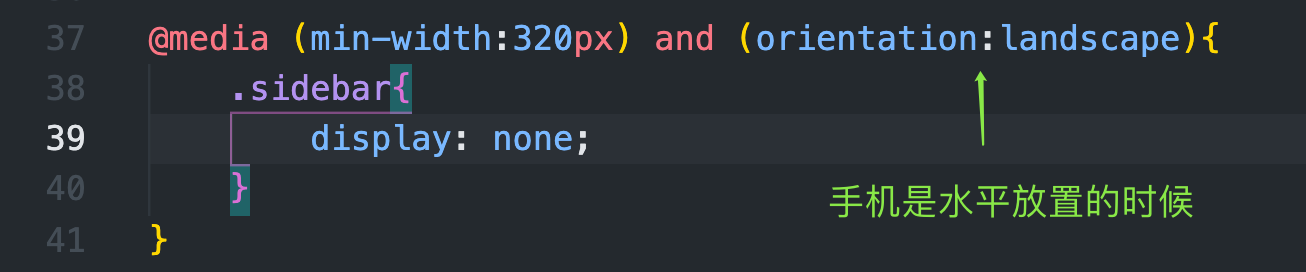 37 @media (min-width:320px) and (orientation:landscape){
38 .sidebar{
39 display: none;
40 }
手机是水平放置的时候
41 }